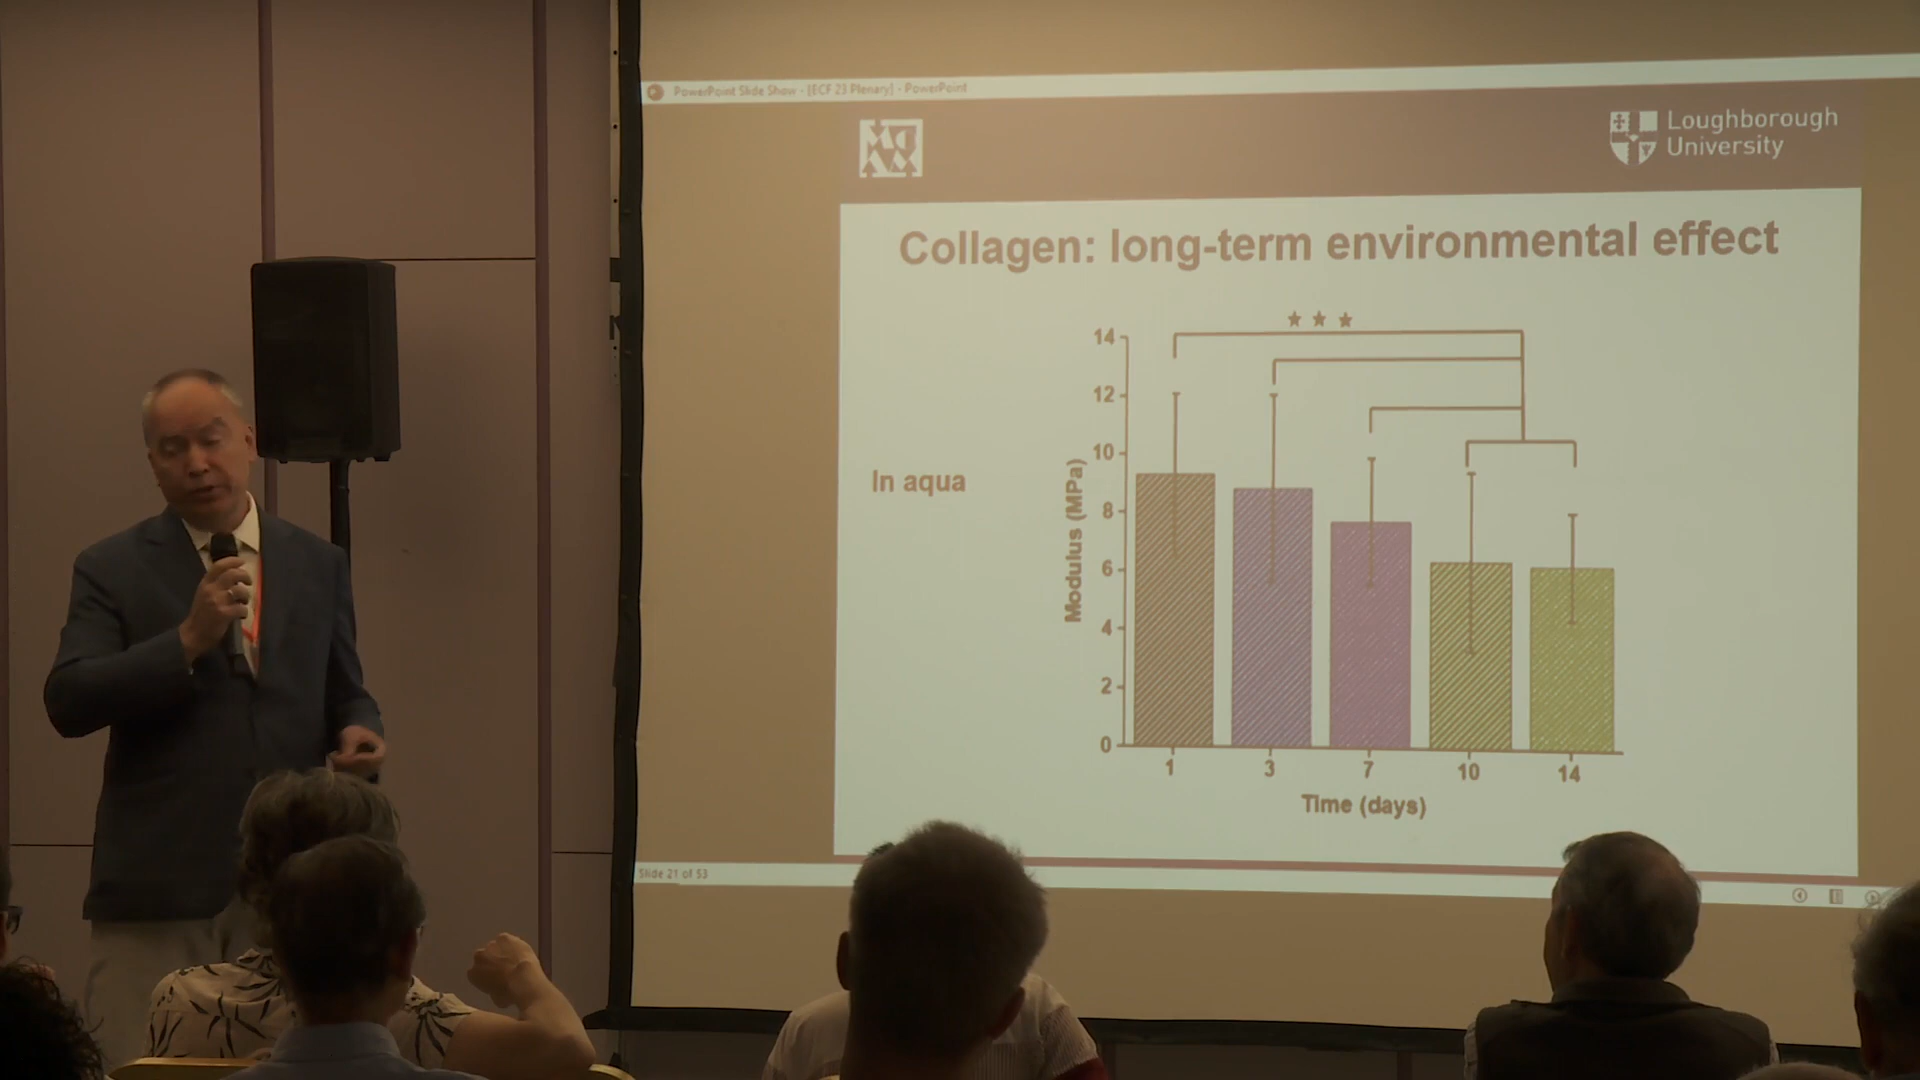 PowerPoint Slide Show - [ECF 23 Plenary] - PowerPoint
Loughborough
University
Collagen: long-term environmental effect
★ ★ ★
In aqua
Modulus (MPa)
14
12
10
8
6
4
2
0
1 3 7 10 14
Time (days)
Slide 21 of 53